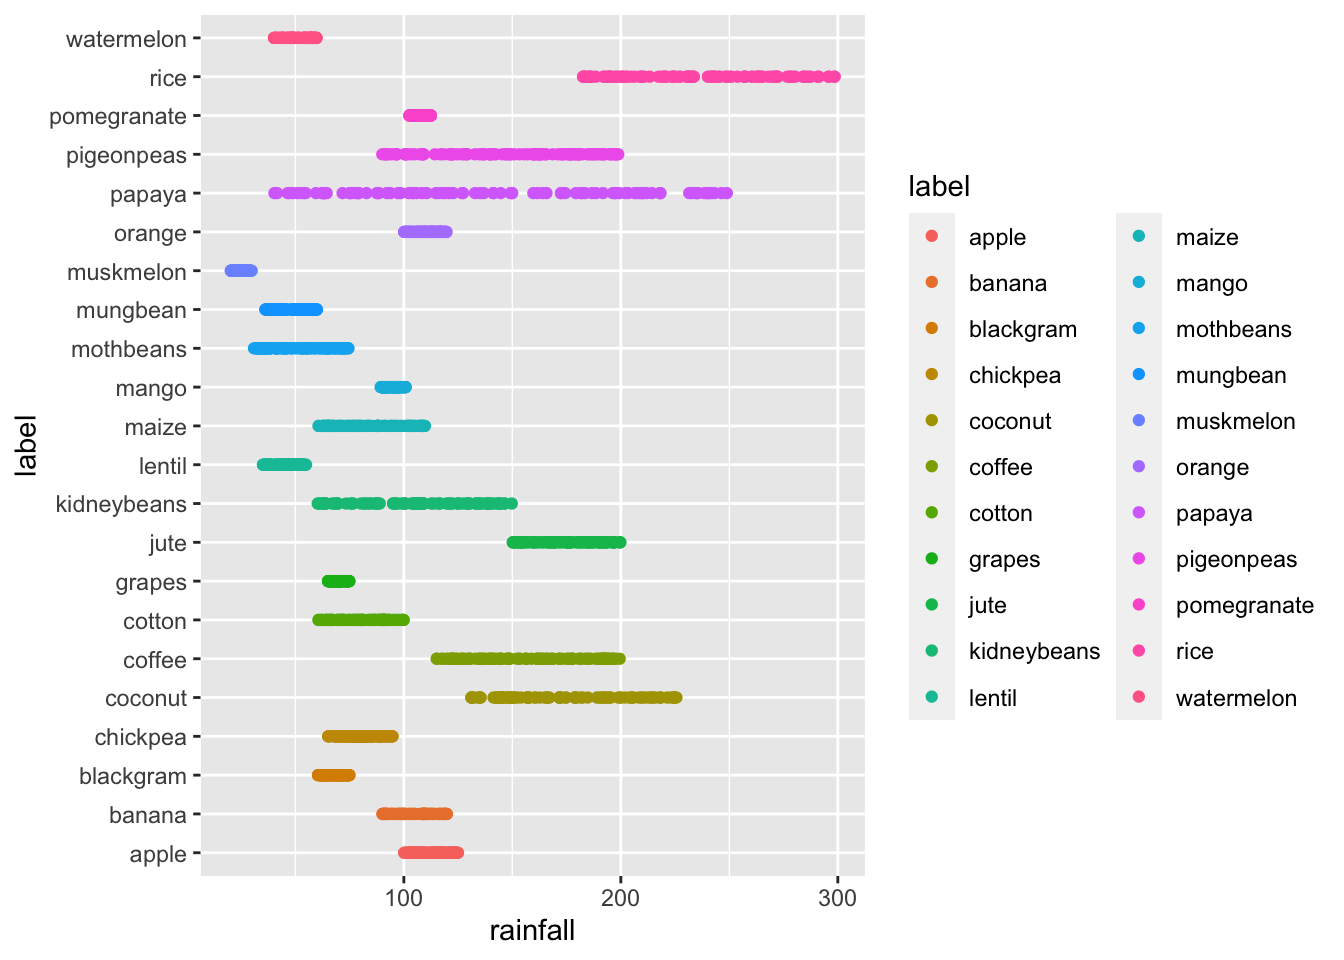 watermelon
rice
pomegranate
pigeonpeas
papaya
orange
muskmelon
mungbean
mothbeans
mango
maize
lentil
kidneybeans
jute
grapes
cotton
coffee
coconut
chickpea
blackgram
banana
apple
label
100 200 300
rainfall
label
apple maize
banana mango
blackgram mothbeans
chickpea mungbean
coconut muskmelon
coffee orange
cotton papaya
grapes pigeonpeas
jute pomegranate
kidneybeans rice
lentil watermelon